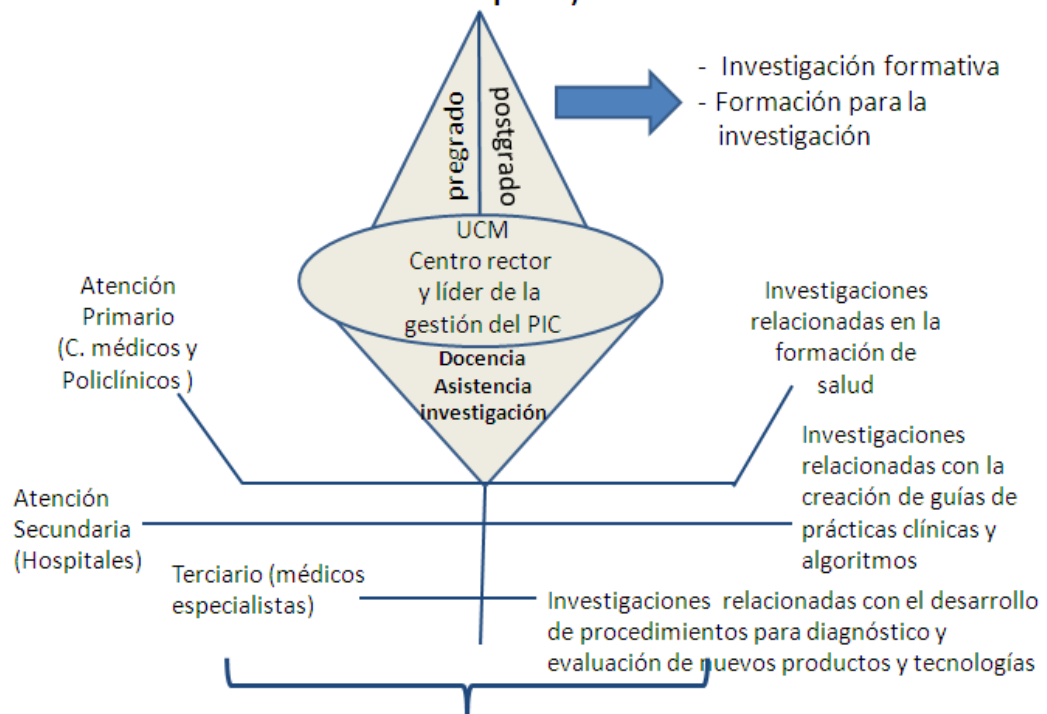 - Investigación formativa
- Formación para la
investigación
pregrado
postgrado
UCM
Centro rector
y líder de la
gestión del PIC
Docencia
Asistencia
investigación
Atención
Primario
(C. médicos y
Policlínicos )
Investigaciones
relacionadas en la
formación de
salud
Atención
Secundaria
(Hospitales)
Investigaciones
relacionadas con la
creación de guías de
prácticas clínicas y
algoritmos
Terciario (médicos
especialistas)
Investigaciones relacionadas con el desarrollo
de procedimientos para diagnóstico y
evaluación de nuevos productos y tecnologías